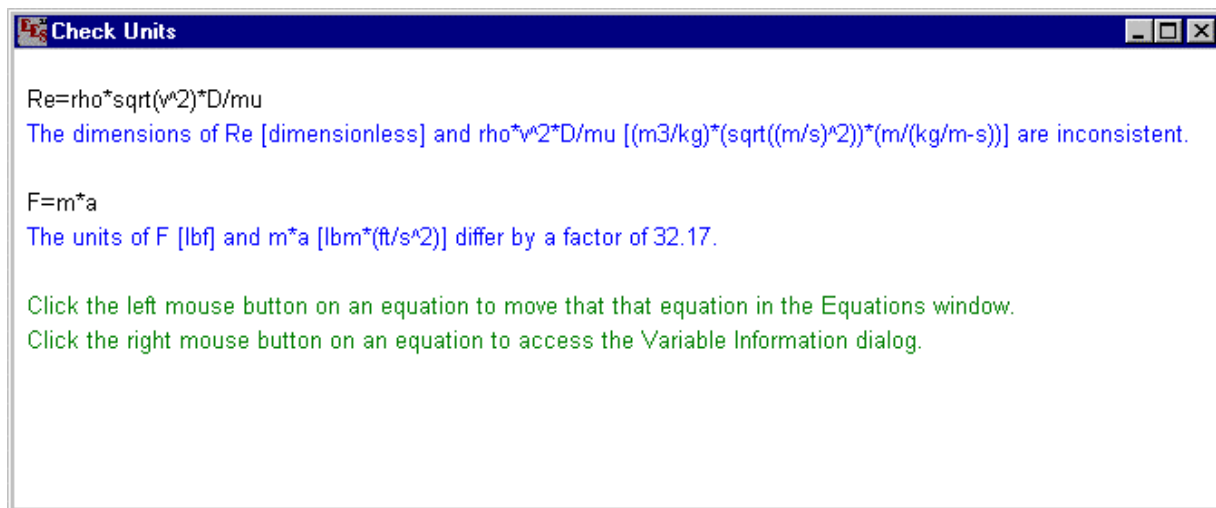 EES Check Units
Re=rho*sqrt(v^2)*D/mu
The dimensions of Re [dimensionless] and rho*v^2*D/mu [(m3/kg)*(sqrt((m/s)^2))*(m/(kg/m-s))] are inconsistent.
F=m*a
The units of F [lbf] and m*a [lbm*(ft/s^2)] differ by a factor of 32.17.
Click the left mouse button on an equation to move that that equation in the Equations window.
Click the right mouse button on an equation to access the Variable Information dialog.